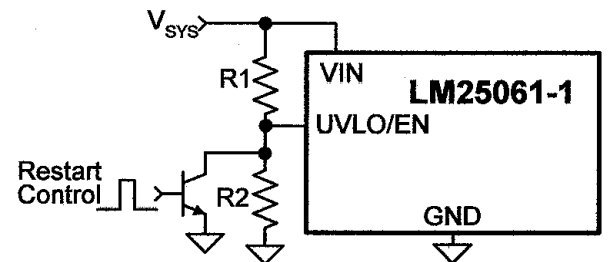 VSYS
VIN
R1
LM25061-1
UVLO/EN
Restart
Control
R2
GND